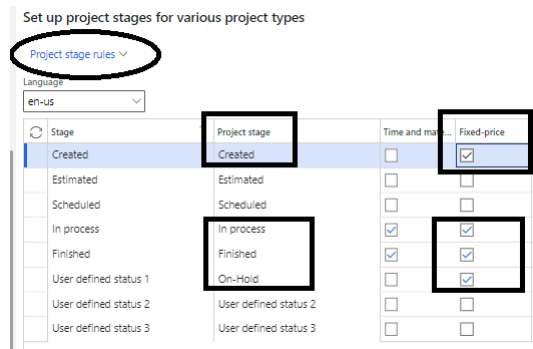 Set up project stages for various project types
Project stage rules
Language
en-us
Stage Project stage Time and mate... Fixed-price
Created Created
Estimated Estimated
Scheduled Scheduled
In process In process
Finished Finished
User defined status 1 On-Hold
User defined status 2 User defined status 2
User defined status 3 User defined status 3